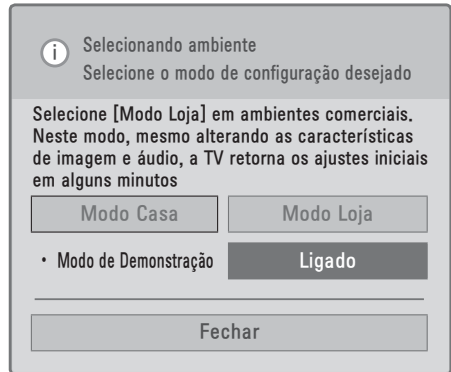 i
Selecionando ambiente
Selecione o modo de configuração desejado
Selecione [Modo Loja] em ambientes comerciais.
Neste modo, mesmo alterando as características
de imagem e áudio, a TV retorna os ajustes iniciais
em alguns minutos
Modo Casa Modo Loja
• Modo de Demonstração Ligado
Fechar